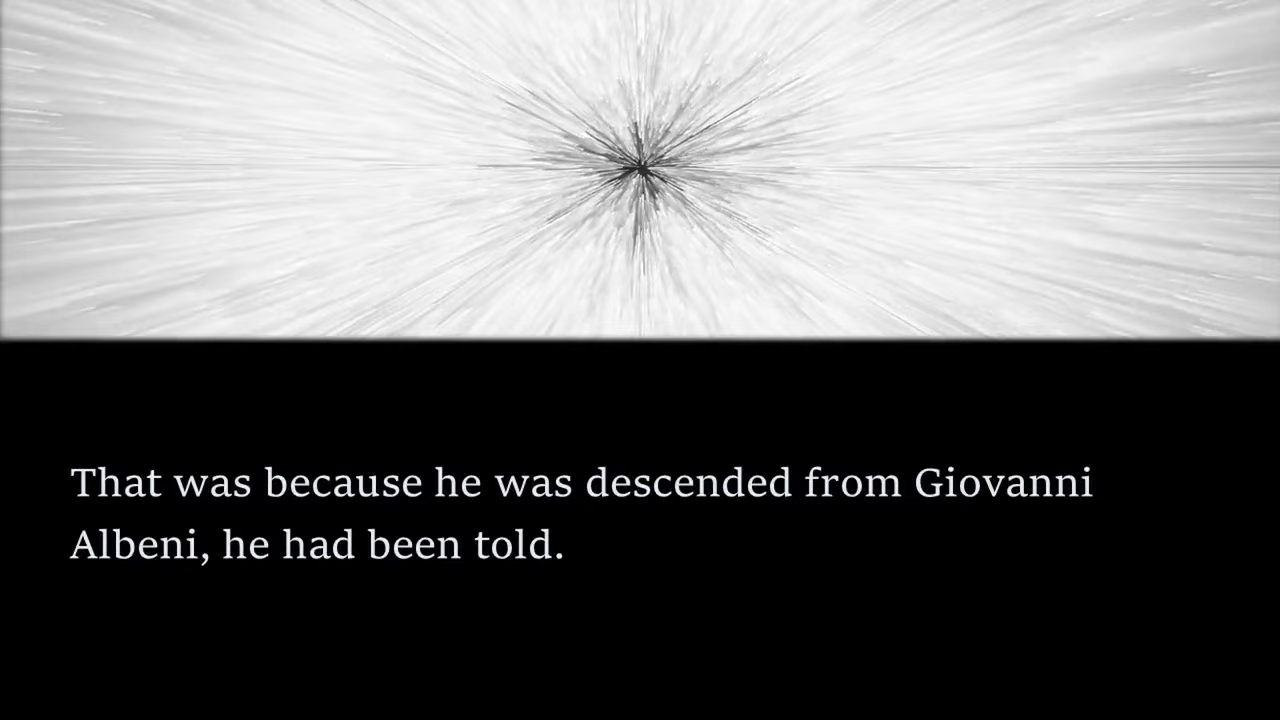 That was because he was descended from Giovanni
Albeni, he had been told.